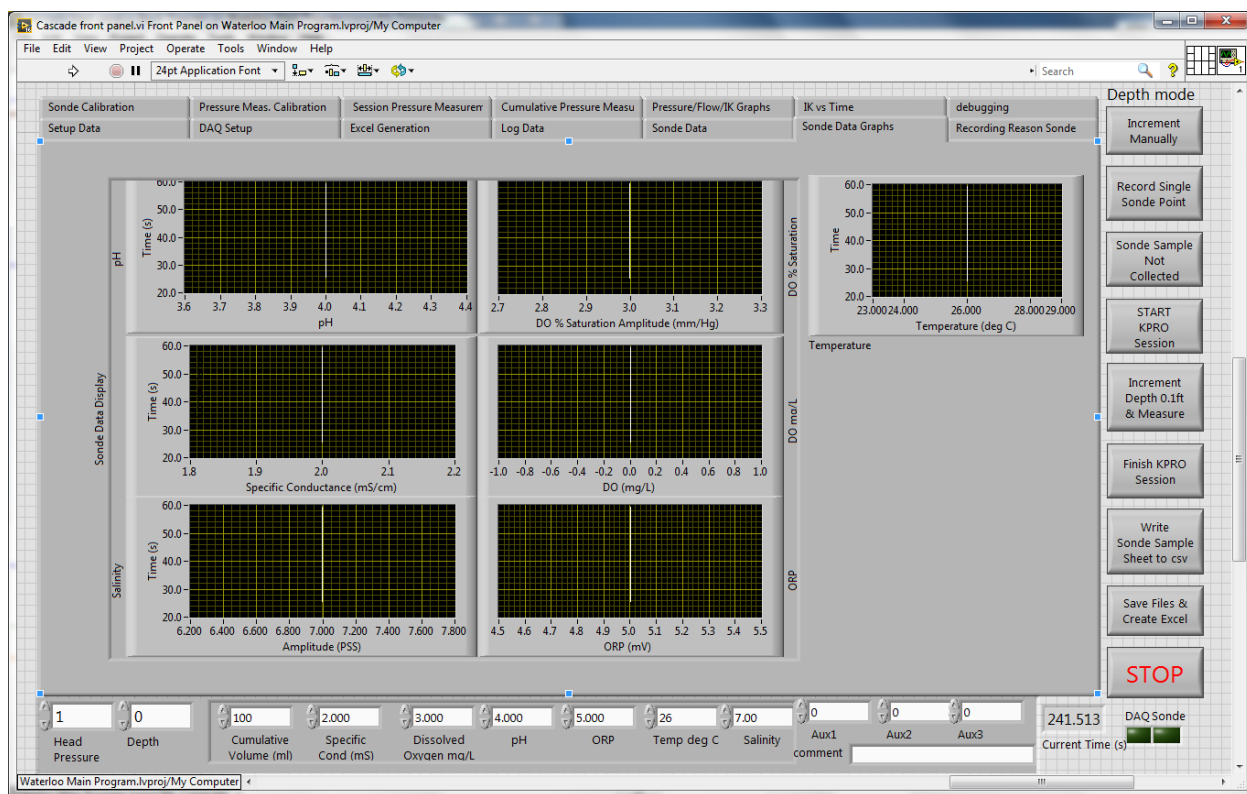 Cascade front panel.vi Front Panel on Waterloo Main Program.lvproj/My Computer
File Edit View Project Operate Tools Window Help
24pt Application Font
Search
1
Sonde Calibration
Pressure Meas. Calibration
Session Pressure Measurem
Cumulative Pressure Measu
Pressure/Flow/IK Graphs
IK vs Time
debugging
Setup Data
DAQ Setup
Excel Generation
Log Data
Sonde Data
Sonde Data Graphs
Recording Reason Sonde
Sonde Data Display
pH
Time (s)
60.0
50.0
40.0
30.0
20.0
3.6 3.7 3.8 3.9 4.0 4.1 4.2 4.3 4.4
pH
2.7 2.8 2.9 3.0 3.1 3.2 3.3
DO % Saturation Amplitude (mm/Hg)
DO % Saturation
Time
60.0
50.0
40.0
30.0
20.0
23.000 24.000 26.000 28.000 29.000
Temperature (deg C)
Temperature
Time (s)
60.0
50.0
40.0
30.0
20.0
1.8 1.9 2.0 2.1 2.2
Specific Conductance (mS/cm)
-1.0 -0.8 -0.6 -0.4 -0.2 0.0 0.2 0.4 0.6 0.8 1.0
DO (mg/L)
DO mg/L
Salinity
Time (s)
60.0
50.0
40.0
30.0
20.0
6.200 6.400 6.600 6.800 7.000 7.200 7.400 7.600 7.800
Amplitude (PSS)
4.5 4.6 4.7 4.8 4.9 5.0 5.1 5.2 5.3 5.4 5.5
ORP (mV)
ORP
Depth mode
Increment
Manually
Record Single
Sonde Point
Sonde Sample
Not
Collected
START
KPRO
Session
Increment
Depth 0.1ft
& Measure
Finish KPRO
Session
Write
Sonde Sample
Sheet to csv
Save Files &
Create Excel
STOP
1
Head
Pressure
0
Depth
100
Cumulative
Volume (ml)
2.000
Specific
Cond (mS)
3.000
Dissolved
Oxygen mg/L
4.000
pH
5.000
ORP
26
Temp deg C
7.00
Salinity
0
Aux1
0
Aux2
0
Aux3
comment
241.513
Current Time (s)
DAQ Sonde
Waterloo Main Program.lvproj/My Computer